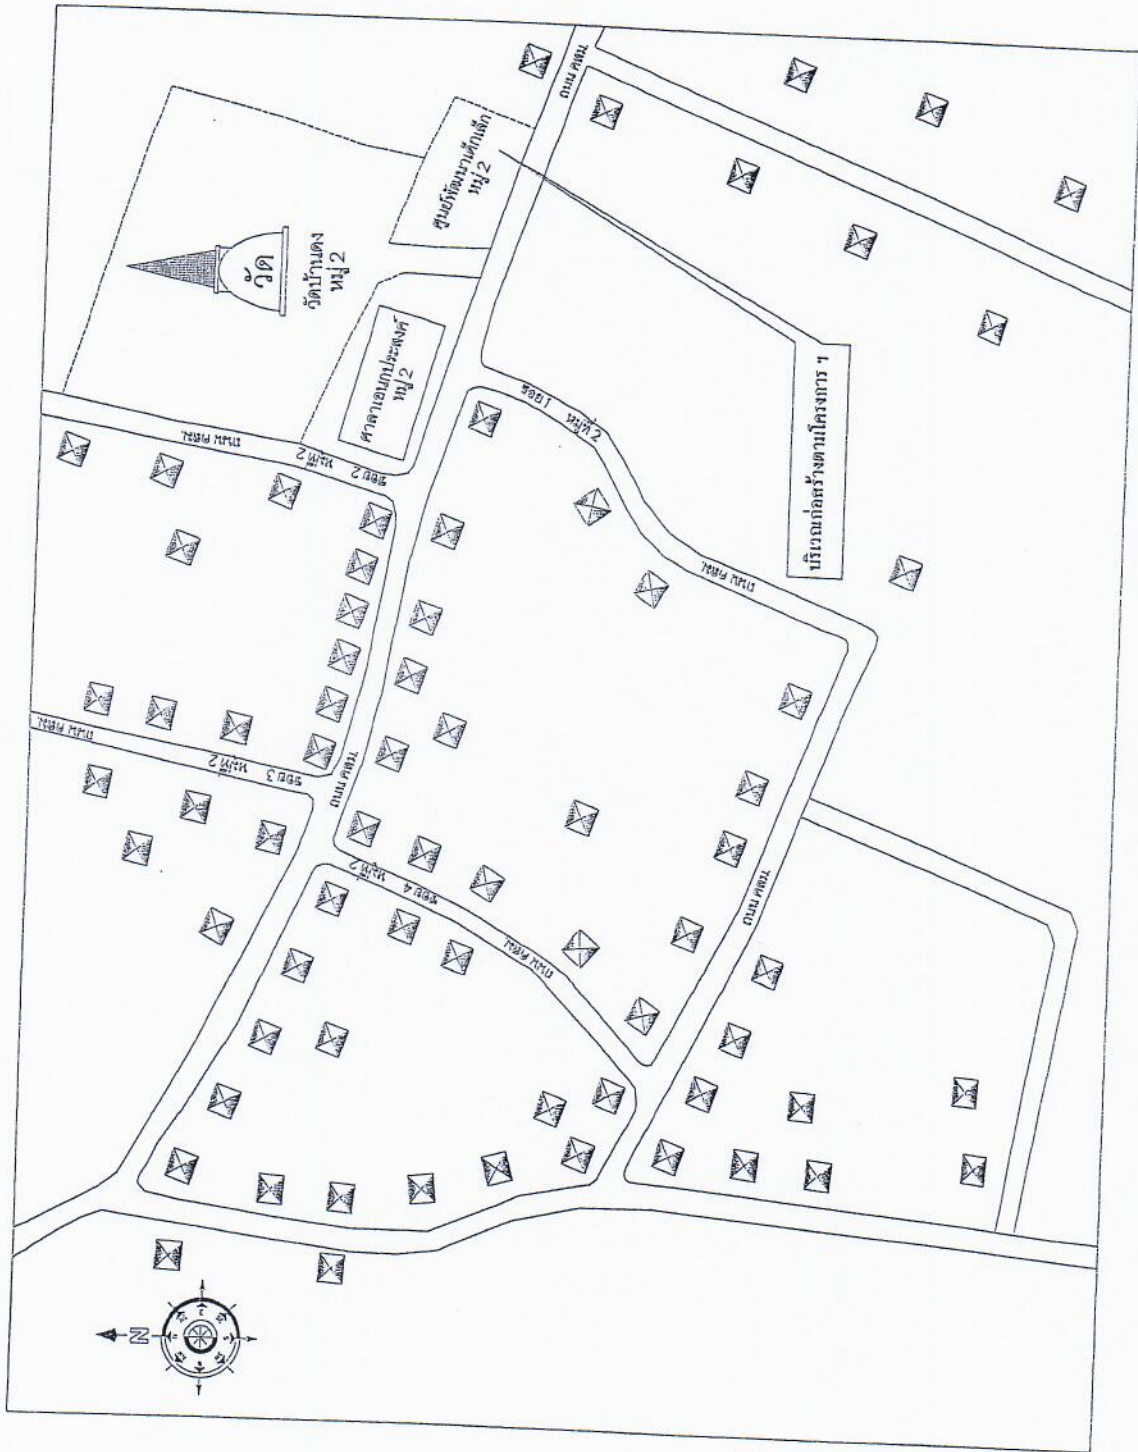 ถนน คสล.
ศูนย์พัฒนาเด็กเล็ก
หมู่ 2
วัด
วัดบ้านแดง
หมู่ 2
ศาลาเอนกประสงค์
หมู่ 2
บริเวณก่อสร้างตามโครงการ ฯ
ซอย 1
หมู่ที่ 2
ถนน คสล.
ถนน คสล.
หมู่ที่ 2
ซอย 2
ถนน คสล.
หมู่ที่ 2
ซอย 3
ถนน คสล.
หมู่ที่ 2
ซอย 4
ถนน คสล.
ถนน คสล.
N